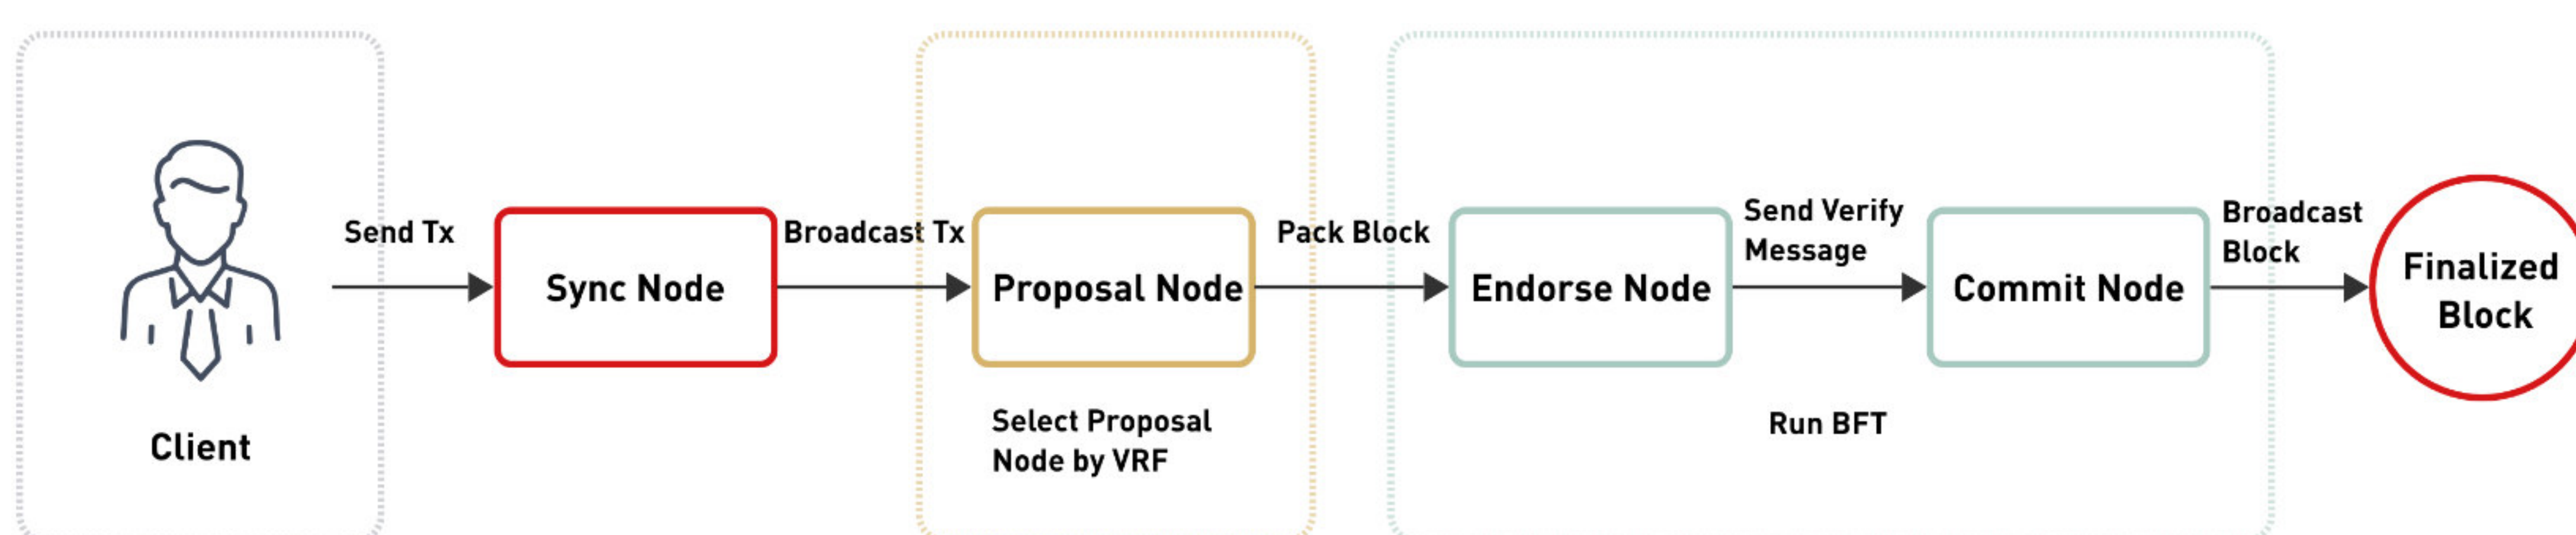 Client
Send Tx
Sync Node
Broadcast Tx
Proposal Node
Select Proposal
Node by VRF
Pack Block
Endorse Node
Send Verify
Message
Commit Node
Run BFT
Broadcast
Block
Finalized
Block